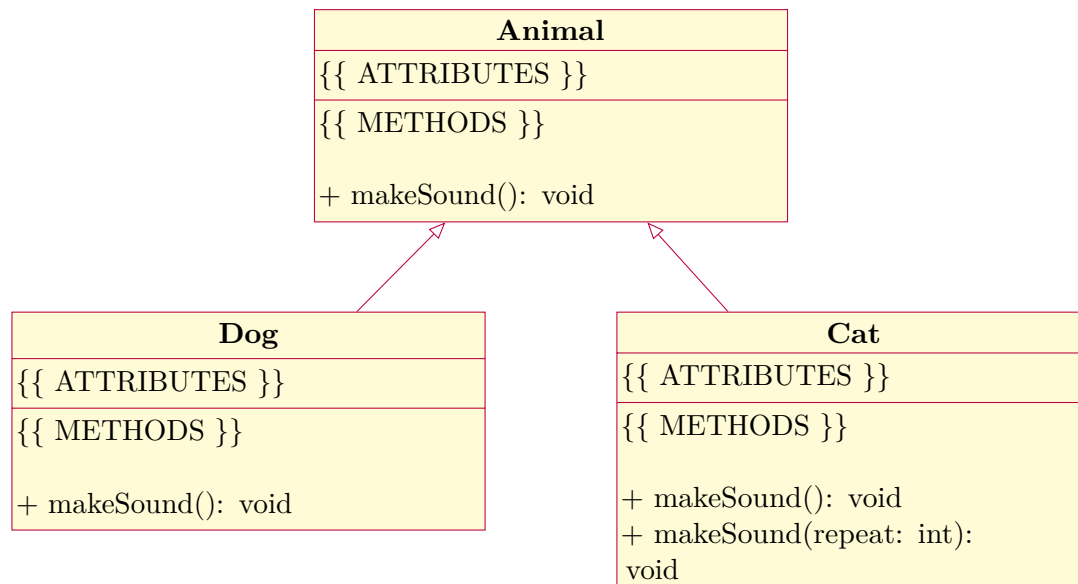 Animal
{{ ATTRIBUTES }}
{{ METHODS }}
+ makeSound(): void
Dog
{{ ATTRIBUTES }}
{{ METHODS }}
+ makeSound(): void
Cat
{{ ATTRIBUTES }}
{{ METHODS }}
+ makeSound(): void
+ makeSound(repeat: int):
void